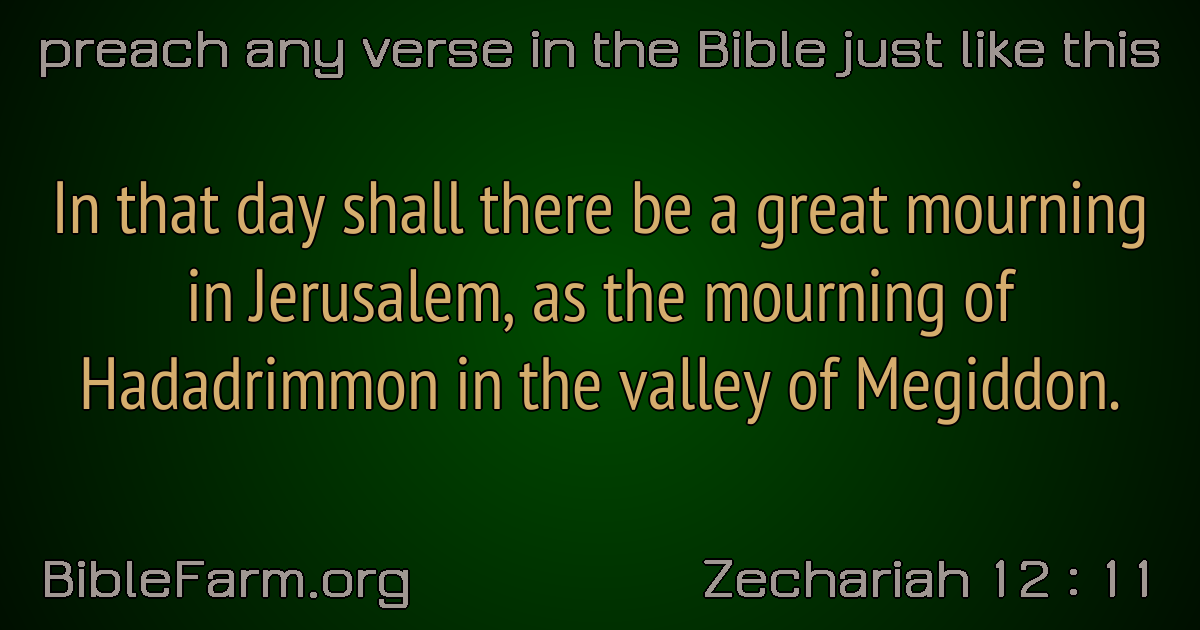 preach any verse in the Bible just like this
In that day shall there be a great mourning
in Jerusalem, as the mourning of
Hadadrimmon in the valley of Megiddon.
BibleFarm.org
Zechariah 12 : 11